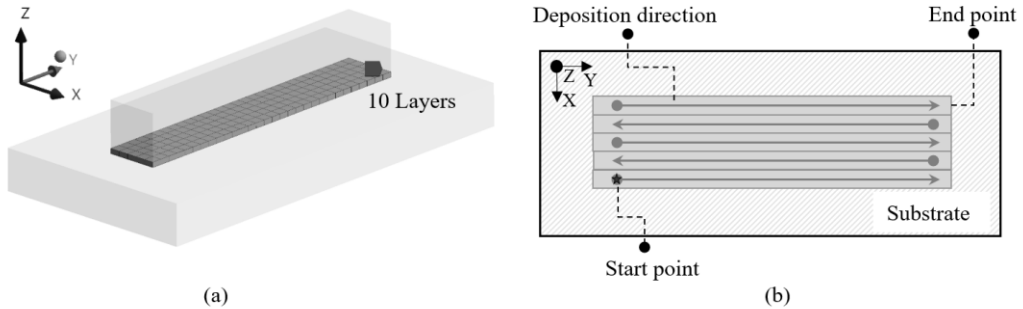 Z
Y
X
10 Layers
(a)
Deposition direction
End point
Z
Y
X
Substrate
Start point
(b)